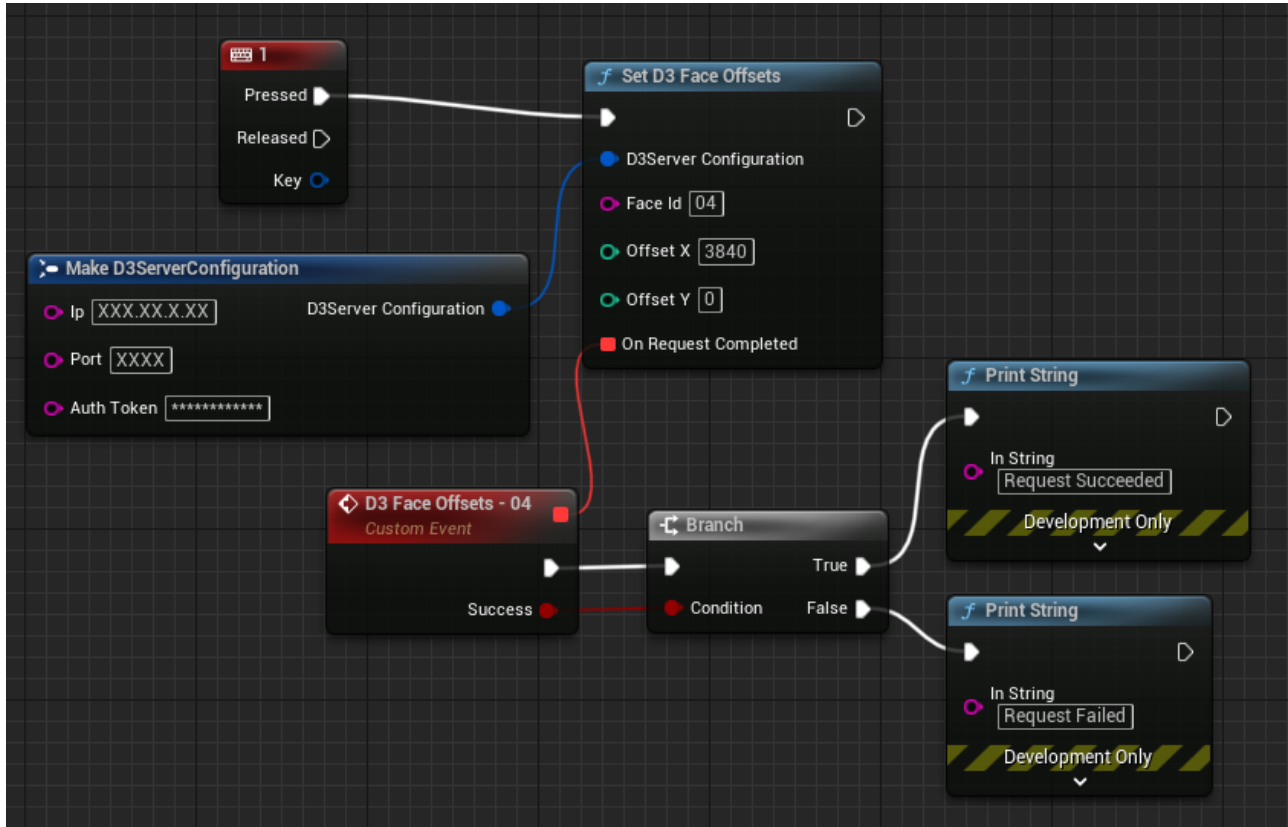 1
Pressed
Released
Key
Set D3 Face Offsets
D3Server Configuration
Face Id 04
Offset X 3840
Offset Y 0
On Request Completed
Make D3ServerConfiguration
Ip XXX.XX.X.XX
D3Server Configuration
Port XXXX
Auth Token ************
D3 Face Offsets - 04
Custom Event
Success
Branch
True
Condition
False
Print String
In String
Request Succeeded
Development Only
Print String
In String
Request Failed
Development Only